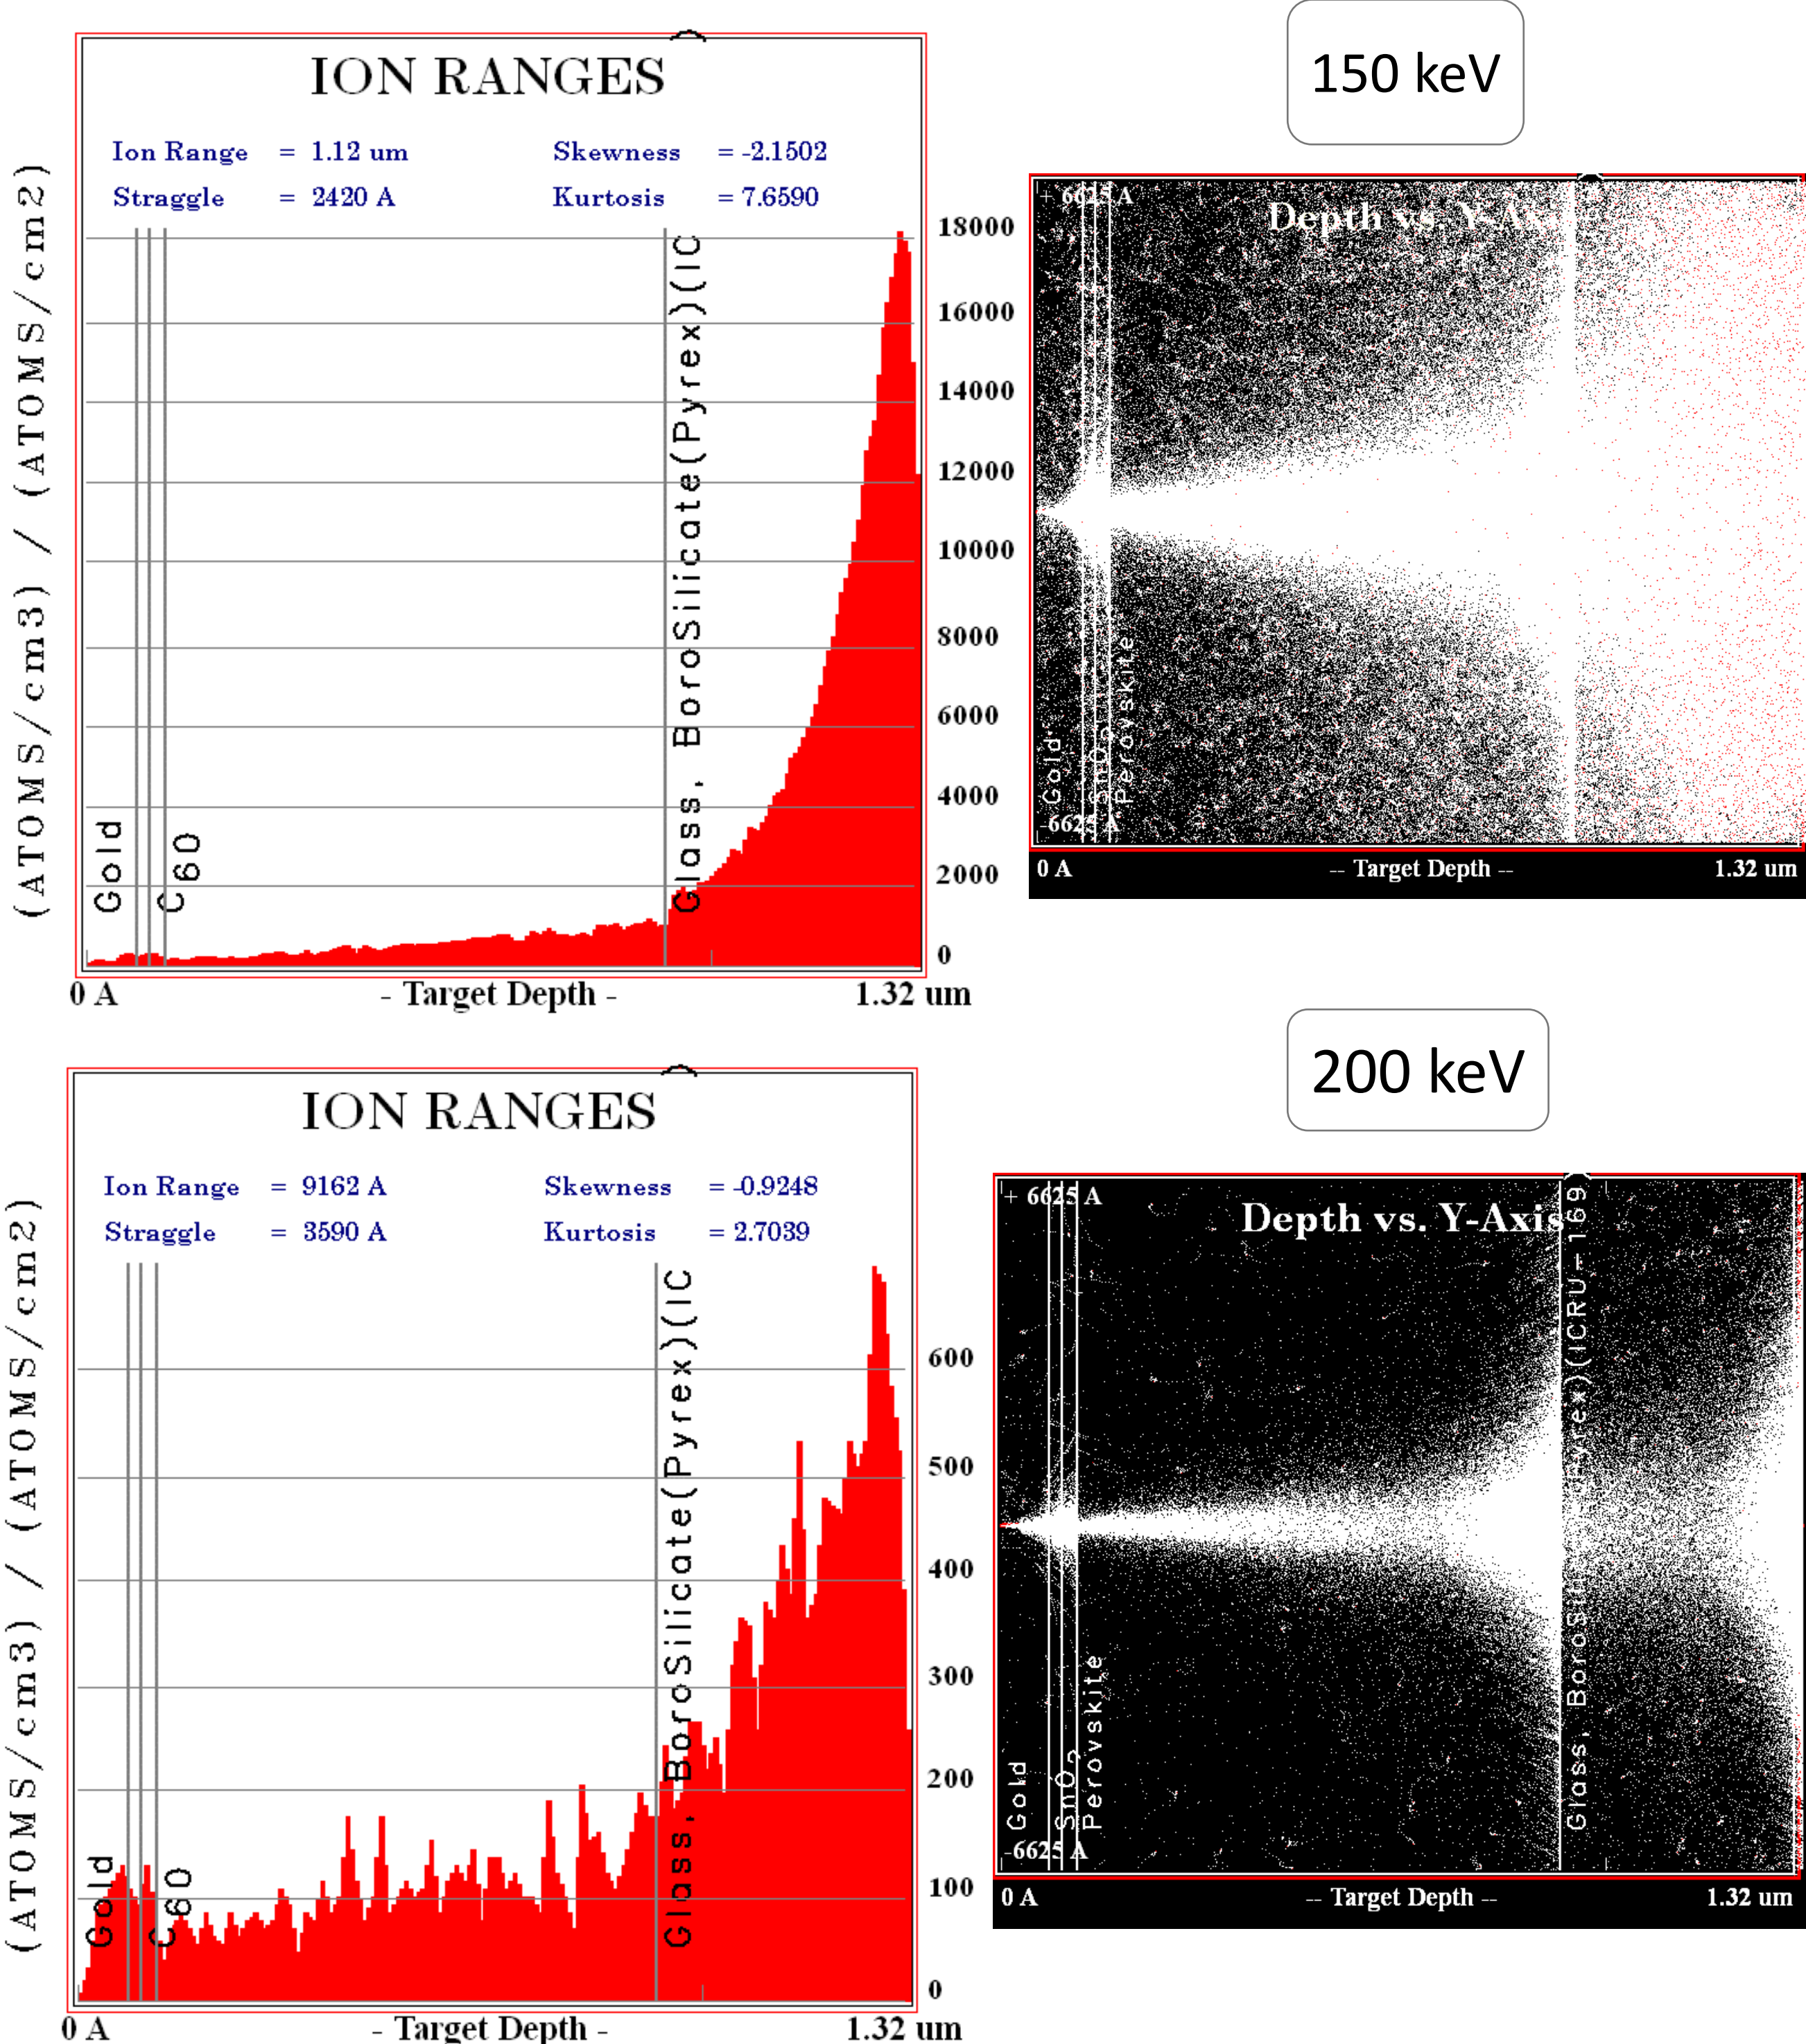 150 keV
ION RANGES
Ion Range = 1.12 um Skewness = -2.1502
Straggle = 2420 A Kurtosis = 7.6590
(ATOMS/cm3) / (ATOMS/cm2)
18000
16000
14000
12000
10000
8000
6000
4000
2000
0
Gold
C60
Glass, BoroSilicate(Pyrex)(IC
)
0 A - Target Depth - 1.32 um
+ 6625 A
Depth vs. Y-Axis
Gold
SnO2
Perovskite
-6625 A
0 A -- Target Depth -- 1.32 um
200 keV
ION RANGES
Ion Range = 9162 A Skewness = -0.9248
Straggle = 3590 A Kurtosis = 2.7039
(ATOMS/cm3) / (ATOMS/cm2)
600
500
400
300
200
100
0
Gold
C60
Glass, BoroSilicate(Pyrex)(IC
)
0 A - Target Depth - 1.32 um
+ 6625 A
Depth vs. Y-Axis
Gold
SnO2
Perovskite
Glass, BoroSilicate(Pyrex)(ICRU-169)
-6625 A
0 A -- Target Depth -- 1.32 um